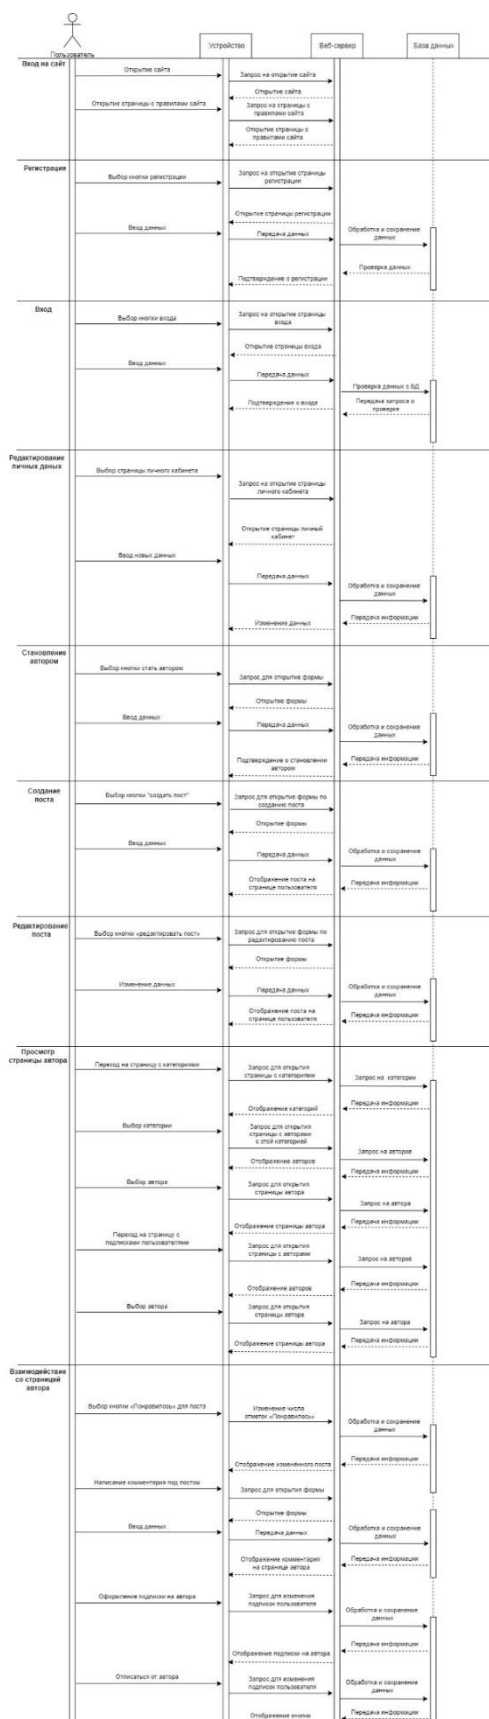 Пользователь
Устройство
Веб-сервер
База данных
Вход на сайт
Открытие сайта
Запрос на открытие сайта
Открытие сайта
Открытие страницы с правилами сайта
Запрос на страницы с
правилами сайта
Открытие страницы с
правилами сайта
Регистрация
Выбор кнопки регистрации
Запрос на открытие страницы
регистрации
Открытие страницы регистрации
Ввод данных
Передача данных
Обработка и сохранение
данных
Проверка данных
Подтверждение о регистрации
Вход
Выбор кнопки входа
Запрос на открытие страницы
входа
Открытие страницы входа
Ввод данных
Передача данных
Проверка данных с БД
Подтверждение о входе
Передача запроса о
проверке
Редактирование
личных даных
Выбор страницы личного кабинета
Запрос на открытие страницы
личного кабинета
Открытие страницы личный
кабинет
Ввод новых данных
Передача данных
Обработка и сохранение
данных
Изменение данных
Передача информации
Становление
автором
Выбор кнопки стать автором
Запрос для открытие формы
Открытие формы
Ввод данных
Передача данных
Обработка и сохранение
данных
Передача информации
Подтверждение о становлении
автором
Создание
поста
Выбор кнопки "создать пост"
Запрос для открытие формы по
созданию поста
Открытие формы
Ввод данных
Передача данных
Обработка и сохранение
данных
Отображение поста на
странице пользователя
Передача информации
Редактирование
поста
Выбор кнопки «редактировать пост»
Запрос для открытие формы по
редактированию поста
Открытие формы
Изменение данных
Передача данных
Обработка и сохранение
данных
Отображение поста на
странице пользователя
Передача информации
Просмотр
страницы автора
Переход на страницу с категориями
Запрос для открытия
страницы с категориями
Запрос на категории
Передача информации
Отображение категорий
Выбор категории
Запрос для открытия
страницы с авторами
с этой категорией
Запрос на авторов
Отображение авторов
Передача информации
Выбор автора
Запрос для открытия
страницы автора
Запрос на автора
Передача информации
Отображение страницы автора
Переход на страницу с
подписками пользователями
Запрос для открытия
страницы с авторами
Запрос на авторов
Передача информации
Отображение авторов
Выбор автора
Запрос для открытия
страницы автора
Запрос на автора
Передача информации
Отображение страницы автора
Взаимодействие
со страницей
автора
Выбор кнопки «Понравилось» для поста
Изменение числа
отметок «Понравилось»
Обработка и сохранение
данных
Передача информации
Отображение измененного поста
Написание комментария под постом
Запрос для открытия формы
Открытие формы
Ввод данных
Передача данных
Обработка и сохранение
данных
Отображение комментария
на странице автора
Передача информации
Оформление подписки на автора
Запрос для изменения
подписки пользователя
Обработка и сохранение
данных
Передача информации
Отображение подписки на автора
Отписаться от автора
Запрос для изменения
подписок пользователя
Обработка и сохранение
данных
Передача информации
Отображение кнопки